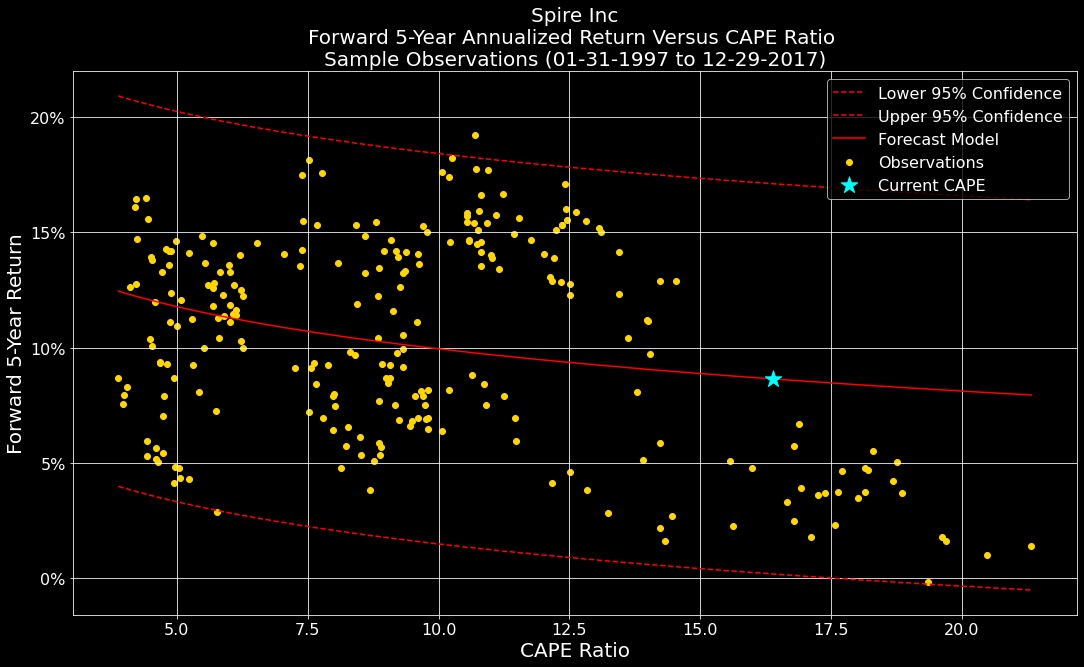 Spire Inc
Forward 5-Year Annualized Return Versus CAPE Ratio
Sample Observations (01-31-1997 to 12-29-2017)
Lower 95% Confidence
Upper 95% Confidence
Forecast Model
Observations
Current CAPE
Forward 5-Year Return
20%
15%
10%
5%
0%
5.0
7.5
10.0
12.5
15.0
17.5
20.0
CAPE Ratio